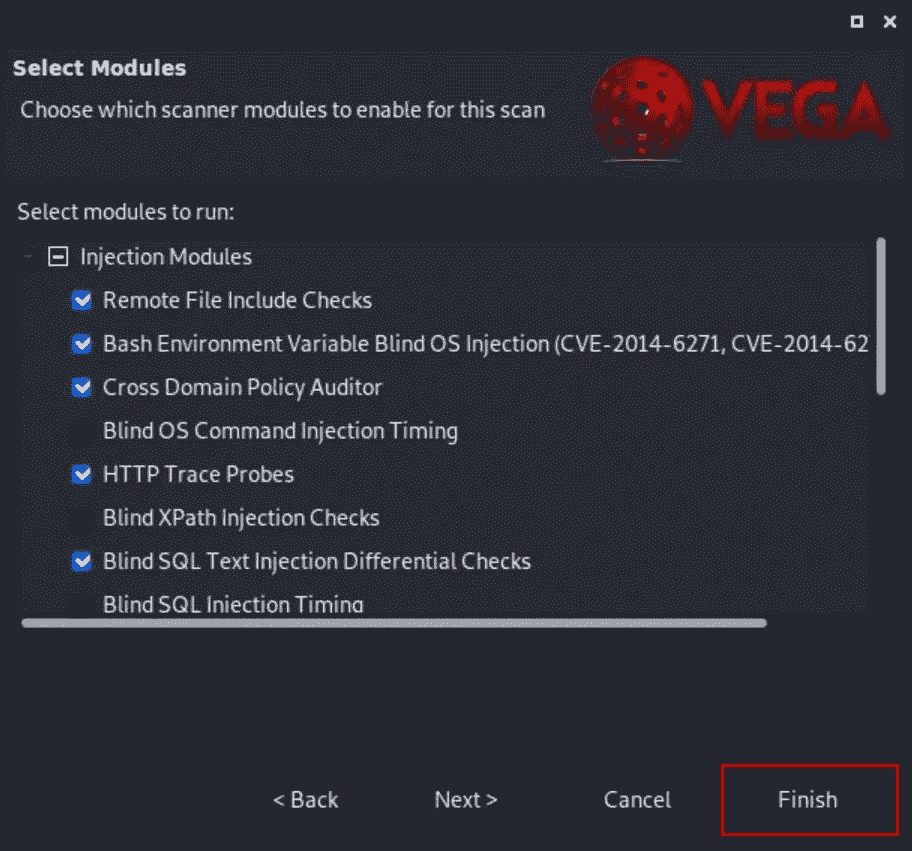 Select Modules
Choose which scanner modules to enable for this scan
VEGA
Select modules to run:
Injection Modules
Remote File Include Checks
Bash Environment Variable Blind OS Injection (CVE-2014-6271, CVE-2014-62
Cross Domain Policy Auditor
Blind OS Command Injection Timing
HTTP Trace Probes
Blind XPath Injection Checks
Blind SQL Text Injection Differential Checks
Blind SQL Injection Timing
< Back Next > Cancel Finish